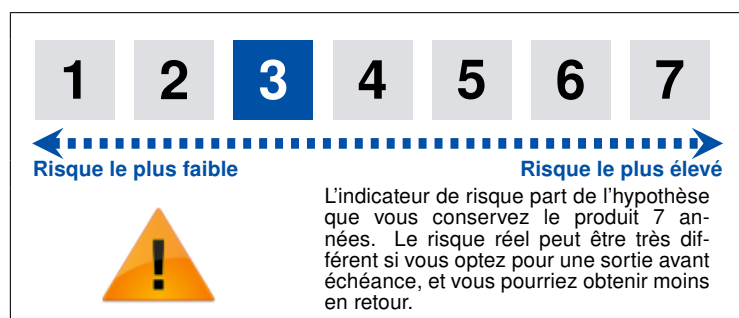 1 2 3 4 5 6 7
Risque le plus faible Risque le plus élevé
L'indicateur de risque part de l'hypothèse
que vous conservez le produit 7 an-
nées. Le risque réel peut être très dif-
férent si vous optez pour une sortie avant
échéance, et vous pourriez obtenir moins
en retour.